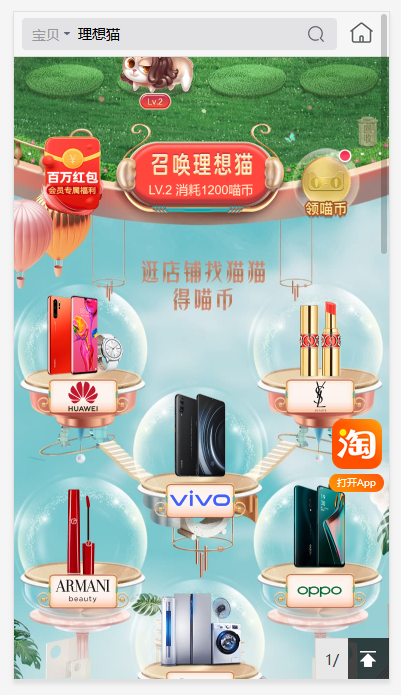 宝贝 理想猫
Lv.2
百万红包
会员专属福利
召唤理想猫
LV.2 消耗1200喵币
领喵币
逛店铺找猫猫
得喵币
HUAWEI
YSL
vivo
淘
打开App
ARMANI
beauty
oppo
1/